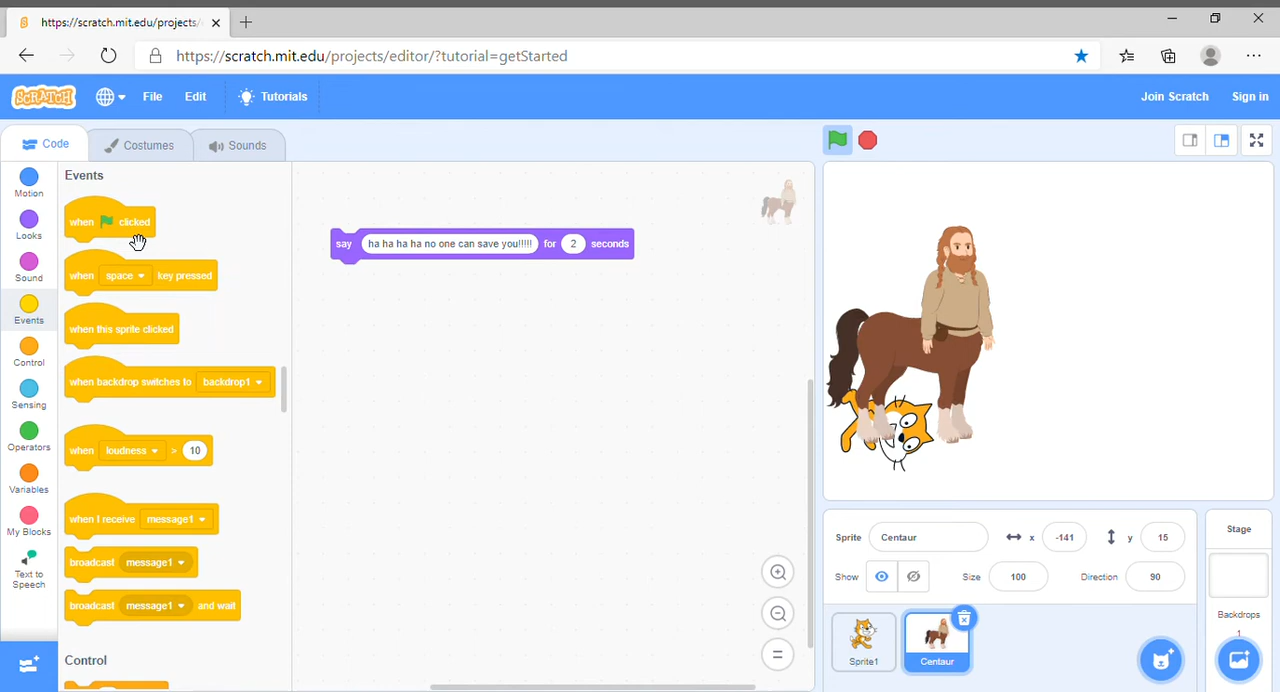 https://scratch.mit.edu/projects/
https://scratch.mit.edu/projects/editor/?tutorial=getStarted
SCRATCH File Edit Tutorials Join Scratch Sign in
Code Costumes Sounds
Motion
Looks
Sound
Events
Control
Sensing
Operators
Variables
My Blocks
Text to
Speech
Events
when clicked
when space key pressed
when this sprite clicked
when backdrop switches to backdrop1
when loudness > 10
when I receive message1
broadcast message1
broadcast message1 and wait
Control
say ha ha ha ha no one can save you!!!!! for 2 seconds
Sprite Centaur x -141 y 15
Show Size 100 Direction 90
Sprite1
Centaur
Stage
Backdrops
1